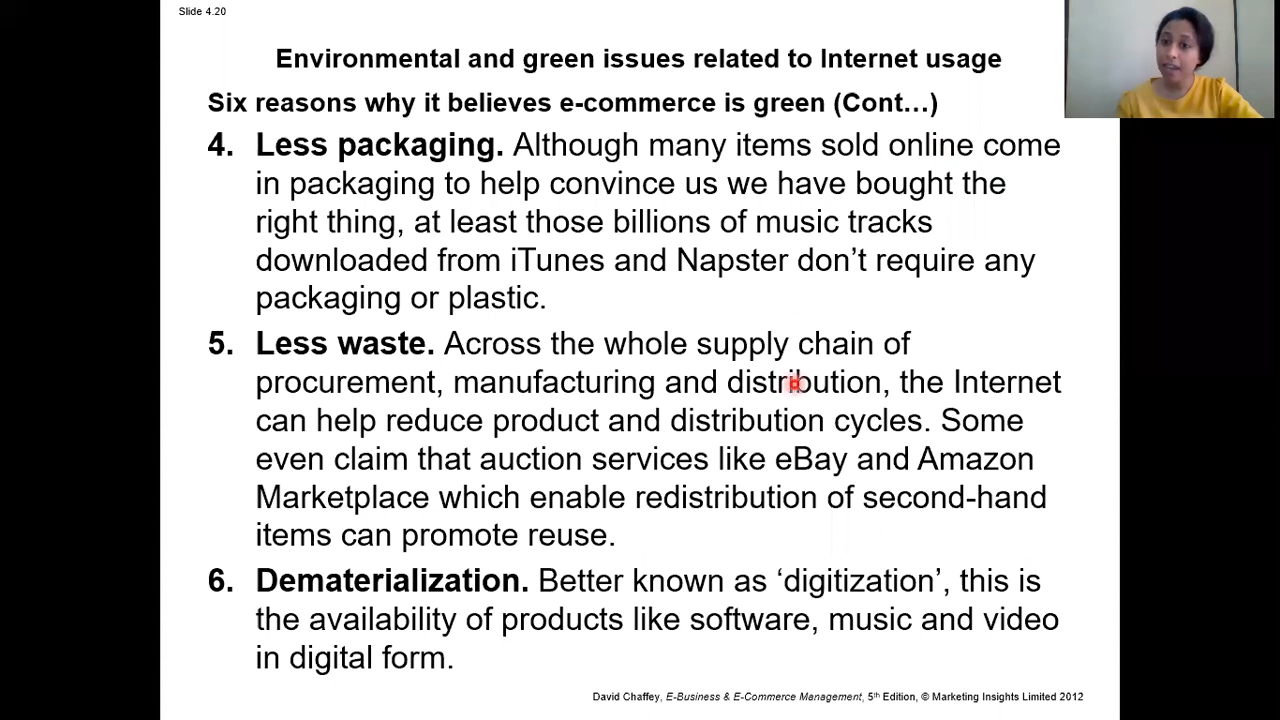 Slide 4.20
Environmental and green issues related to Internet usage
Six reasons why it believes e-commerce is green (Cont…)
4. Less packaging. Although many items sold online come
in packaging to help convince us we have bought the
right thing, at least those billions of music tracks
downloaded from iTunes and Napster don’t require any
packaging or plastic.
5. Less waste. Across the whole supply chain of
procurement, manufacturing and distribution, the Internet
can help reduce product and distribution cycles. Some
even claim that auction services like eBay and Amazon
Marketplace which enable redistribution of second-hand
items can promote reuse.
6. Dematerialization. Better known as ‘digitization’, this is
the availability of products like software, music and video
in digital form.
David Chaffey, E-Business & E-Commerce Management, 5th Edition, © Marketing Insights Limited 2012